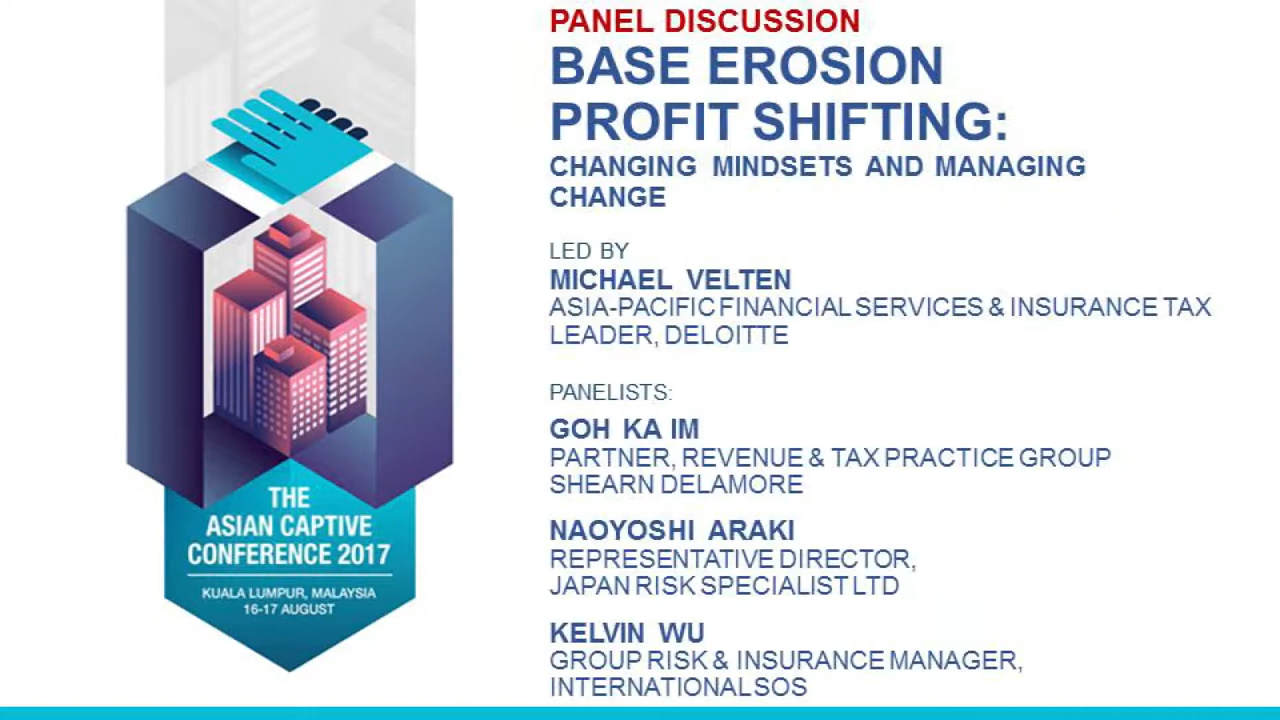 PANEL DISCUSSION
BASE EROSION
PROFIT SHIFTING:
CHANGING MINDSETS AND MANAGING
CHANGE
LED BY
MICHAEL VELTEN
ASIA-PACIFIC FINANCIAL SERVICES & INSURANCE TAX
LEADER, DELOITTE
PANELISTS:
GOH KA IM
PARTNER, REVENUE & TAX PRACTICE GROUP
SHEARN DELAMORE
NAOYOSHI ARAKI
REPRESENTATIVE DIRECTOR,
JAPAN RISK SPECIALIST LTD
KELVIN WU
GROUP RISK & INSURANCE MANAGER,
INTERNATIONALSOS
THE
ASIAN CAPTIVE
CONFERENCE 2017
KUALA LUMPUR, MALAYSIA
16-17 AUGUST